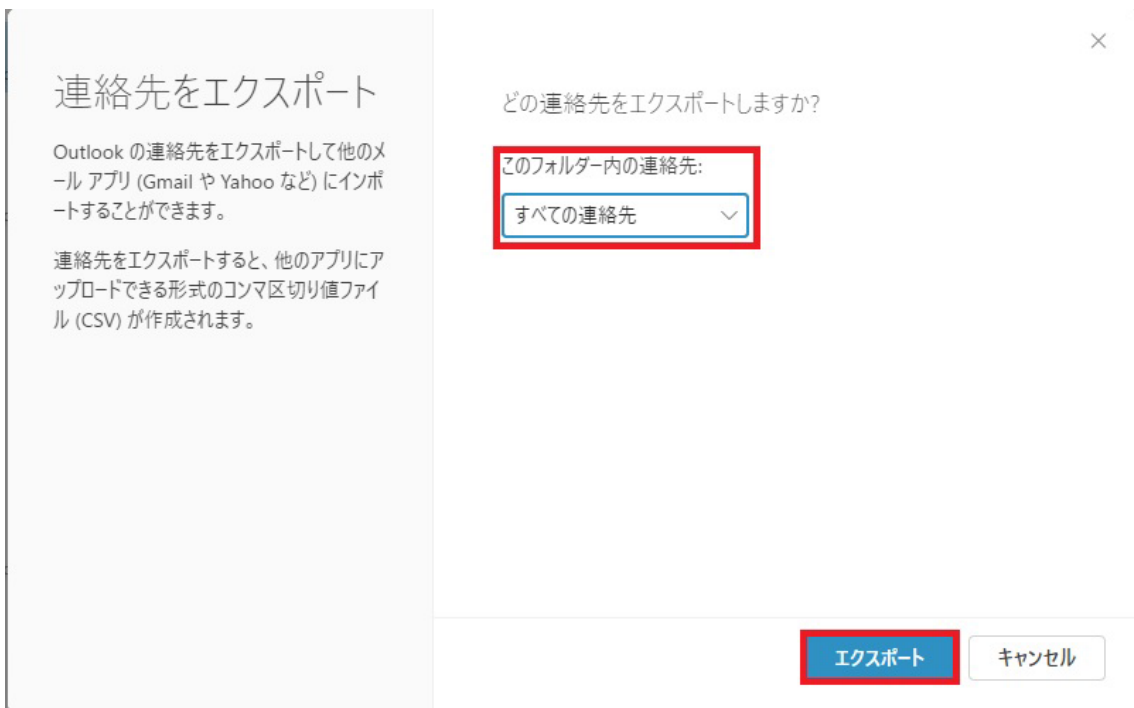 連絡先をエクスポート
Outlook の連絡先をエクスポートして他のメ
ール アプリ (Gmail や Yahoo など) にインポ
ートすることができます。
連絡先をエクスポートすると、他のアプリにア
ップロードできる形式のコンマ区切り値ファイ
ル (CSV) が作成されます。
どの連絡先をエクスポートしますか?
このフォルダー内の連絡先:
すべての連絡先
エクスポート
キャンセル